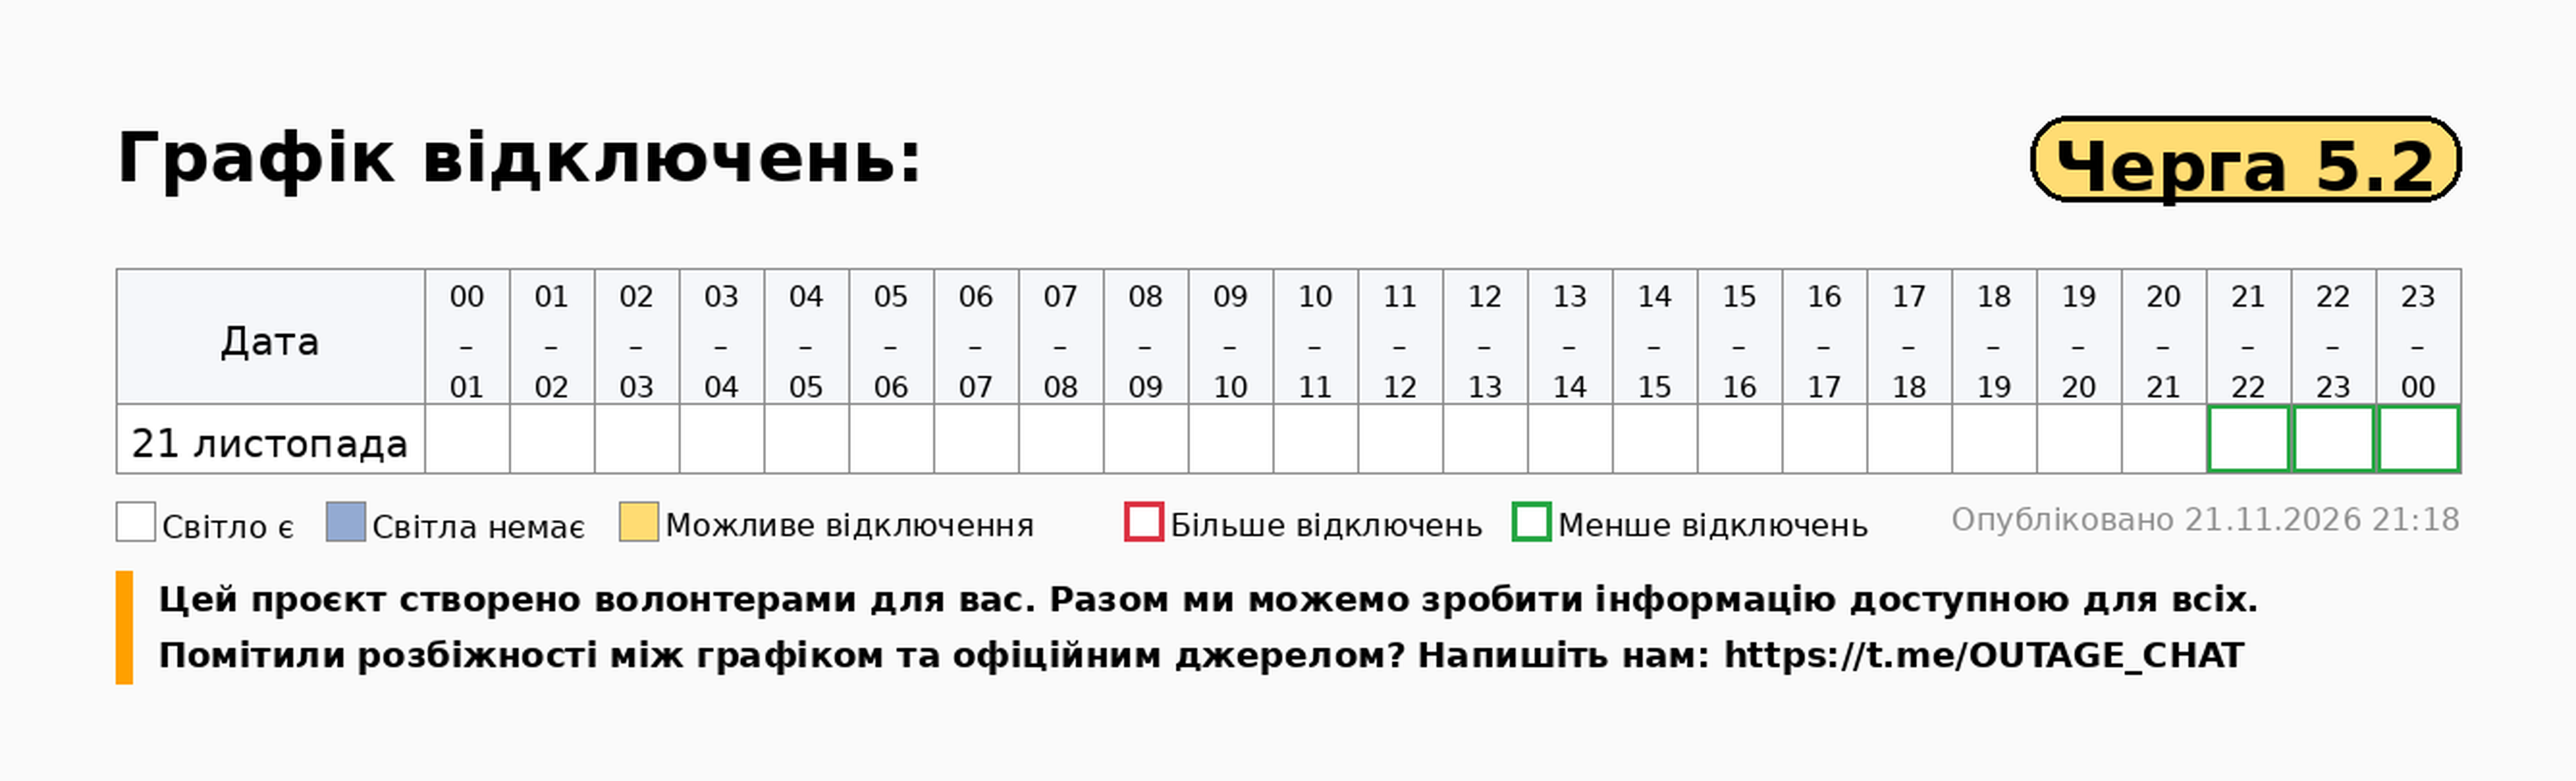 Графік відключень:
Черга 5.2
Дата
00 – 01
01 – 02
02 – 03
03 – 04
04 – 05
05 – 06
06 – 07
07 – 08
08 – 09
09 – 10
10 – 11
11 – 12
12 – 13
13 – 14
14 – 15
15 – 16
16 – 17
17 – 18
18 – 19
19 – 20
20 – 21
21 – 22
22 – 23
23 – 00
21 листопада
Світло є
Світла немає
Можливе відключення
Більше відключень
Менше відключень
Опубліковано 21.11.2026 21:18
Цей проєкт створено волонтерами для вас. Разом ми можемо зробити інформацію доступною для всіх.
Помітили розбіжності між графіком та офіційним джерелом? Напишіть нам: https://t.me/OUTAGE_CHAT